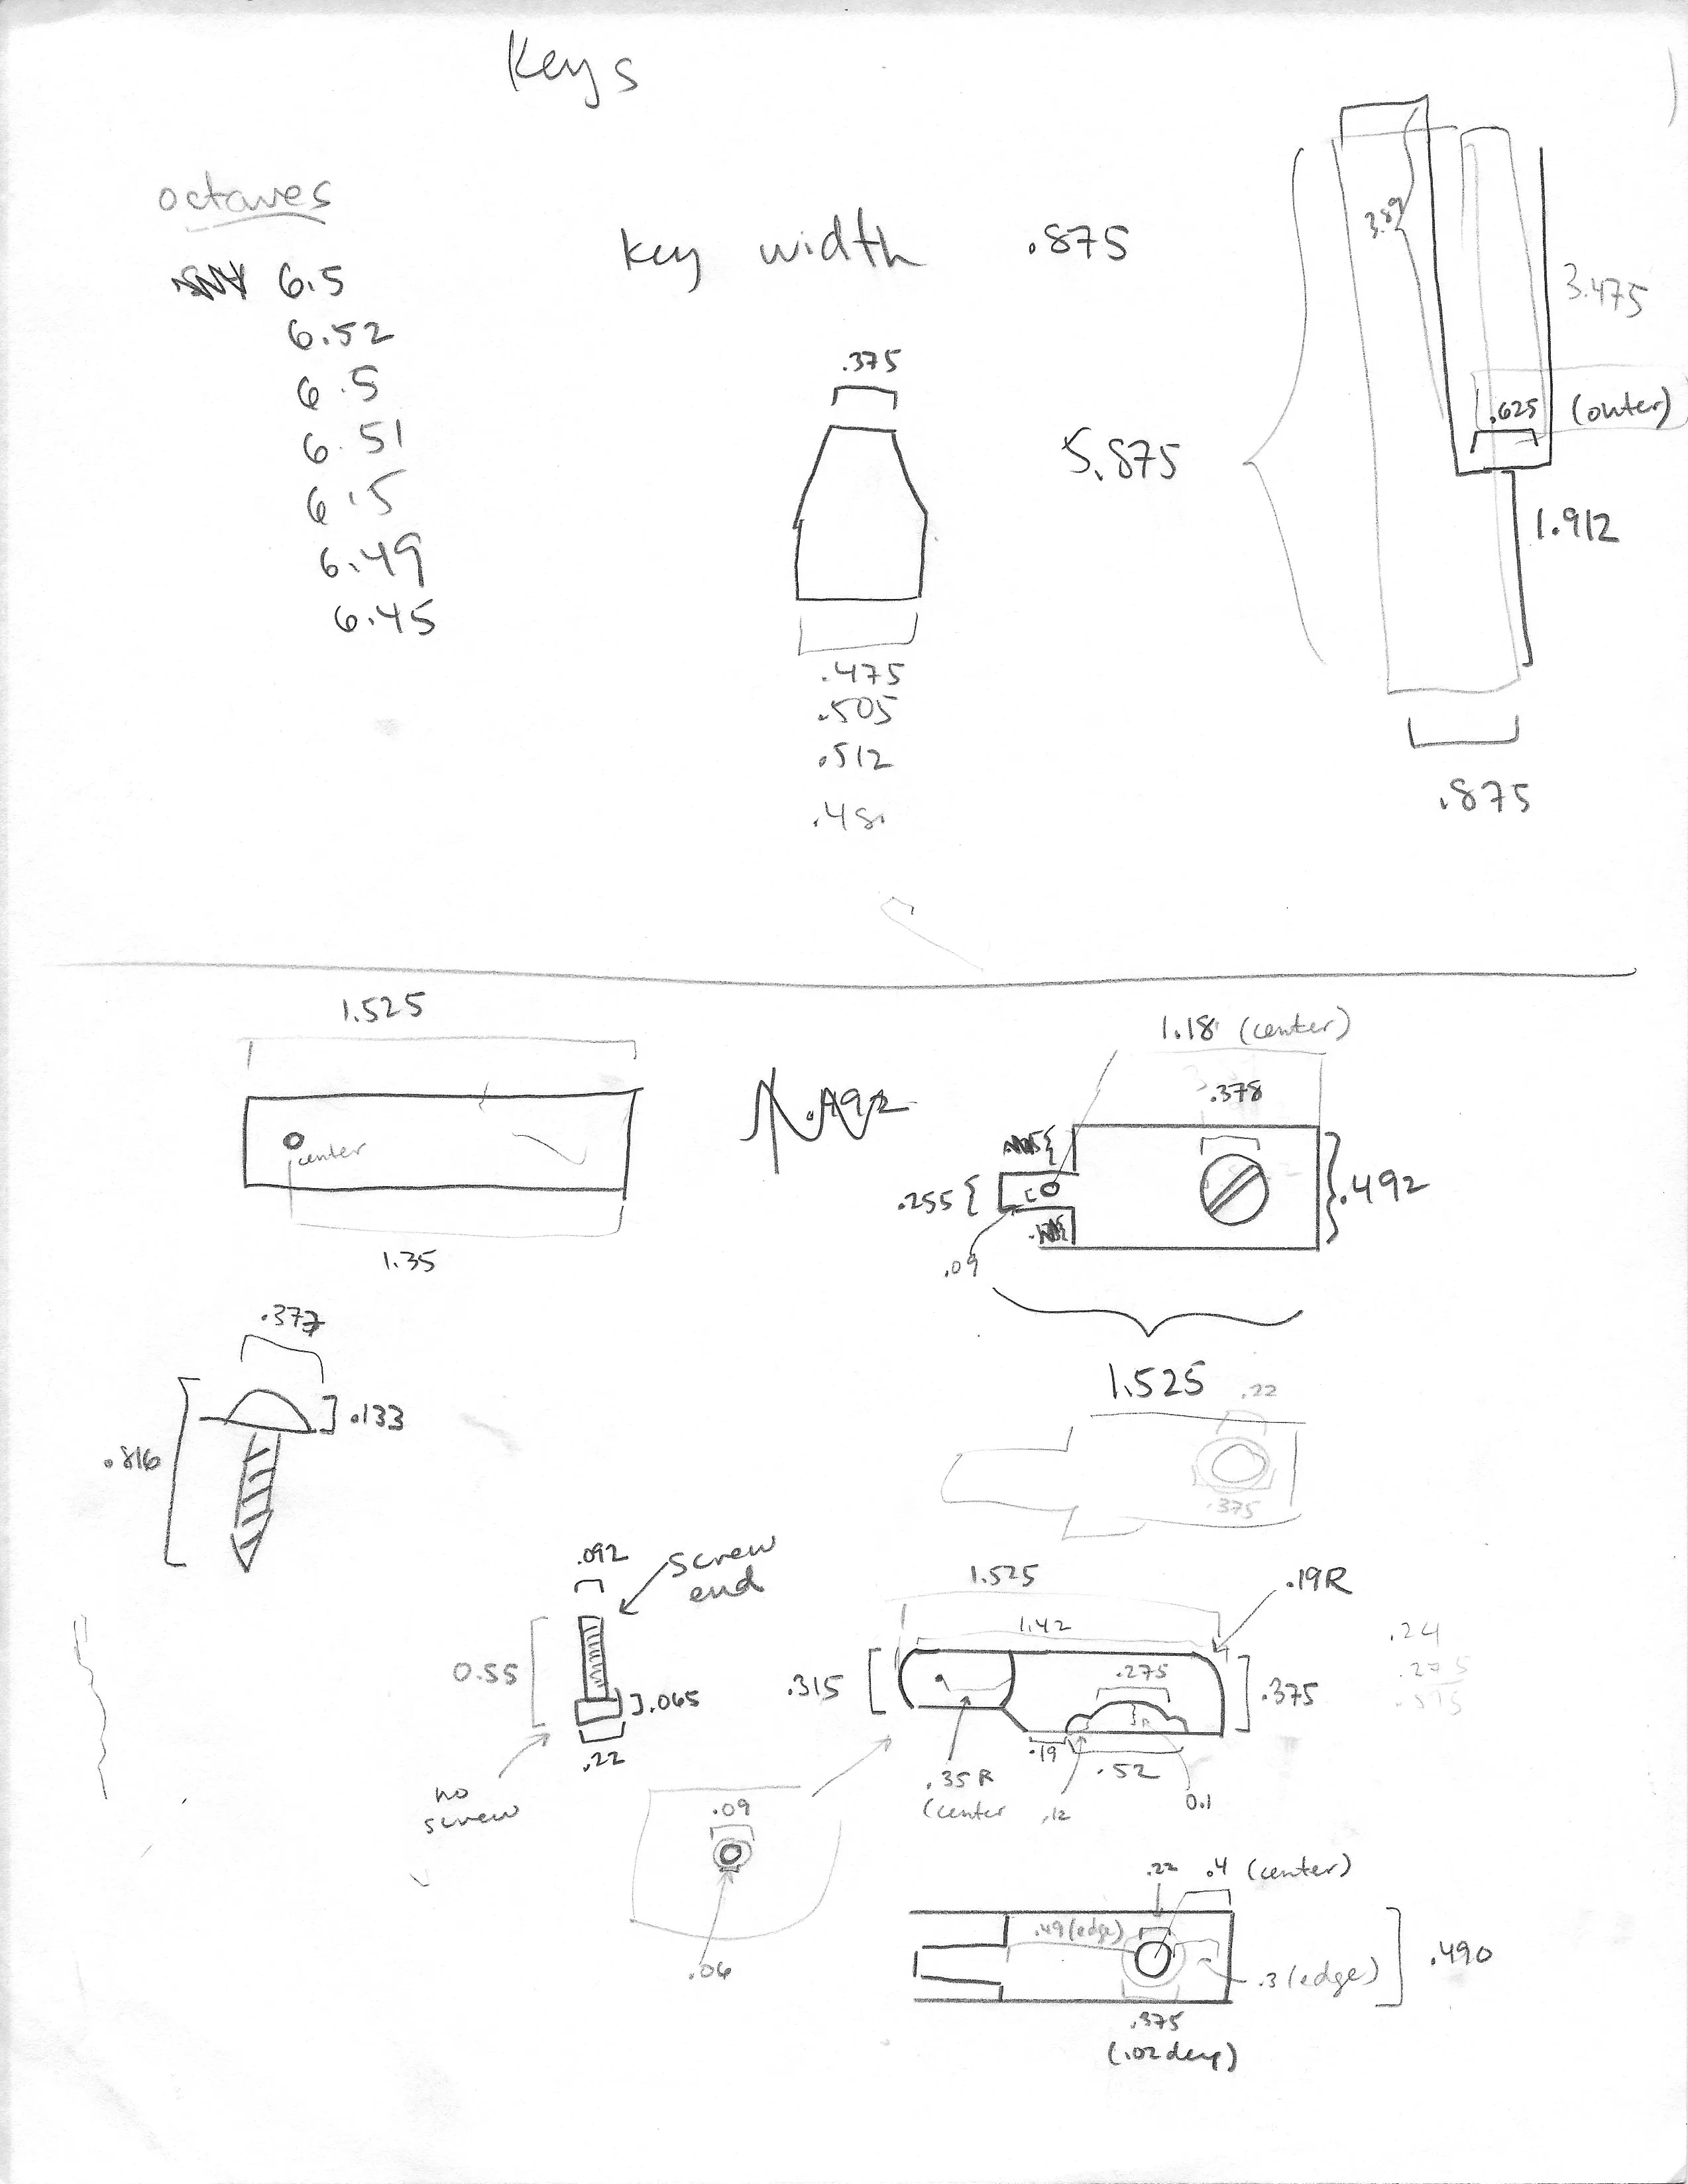 Keys
octaves
6.5
6.52
6.5
6.51
6.5
6.49
6.45
key width .875
.375
.475
.505
.512
.48
5.875
3.89
3.475
.625 (outer)
1.912
.875
1.525
center
1.35
.492
1.18 (center)
.378
.255
.492
.09
1.525
.22
.375
.377
.133
.816
.092
screw
end
0.55
.065
.22
no
screw
.09
.06
1.525
.19R
1.42
.315
.275
.375
.19
.52
.35R
(center
.12
0.1
.24
.275
.22
.4 (center)
.49 (edge)
.3 (edge)
.490
.375
(.02 deep)